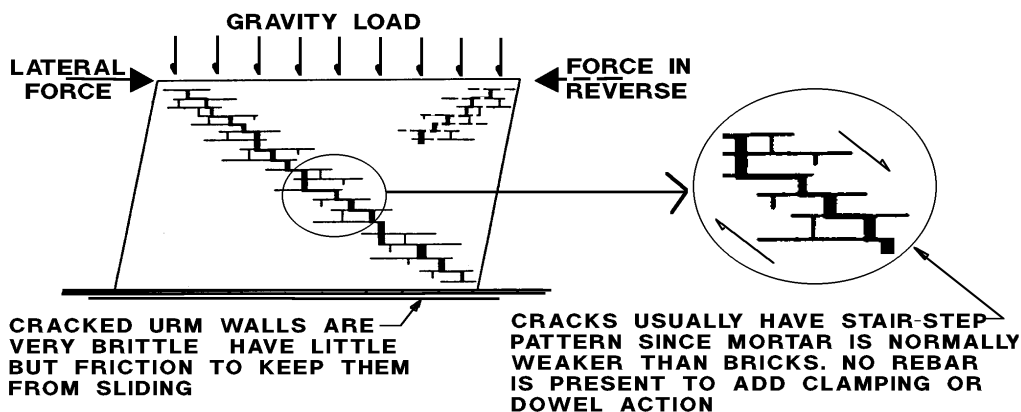 GRAVITY LOAD
LATERAL
FORCE
FORCE IN
REVERSE
CRACKED URM WALLS ARE
VERY BRITTLE HAVE LITTLE
BUT FRICTION TO KEEP THEM
FROM SLIDING
CRACKS USUALLY HAVE STAIR-STEP
PATTERN SINCE MORTAR IS NORMALLY
WEAKER THAN BRICKS. NO REBAR
IS PRESENT TO ADD CLAMPING OR
DOWEL ACTION